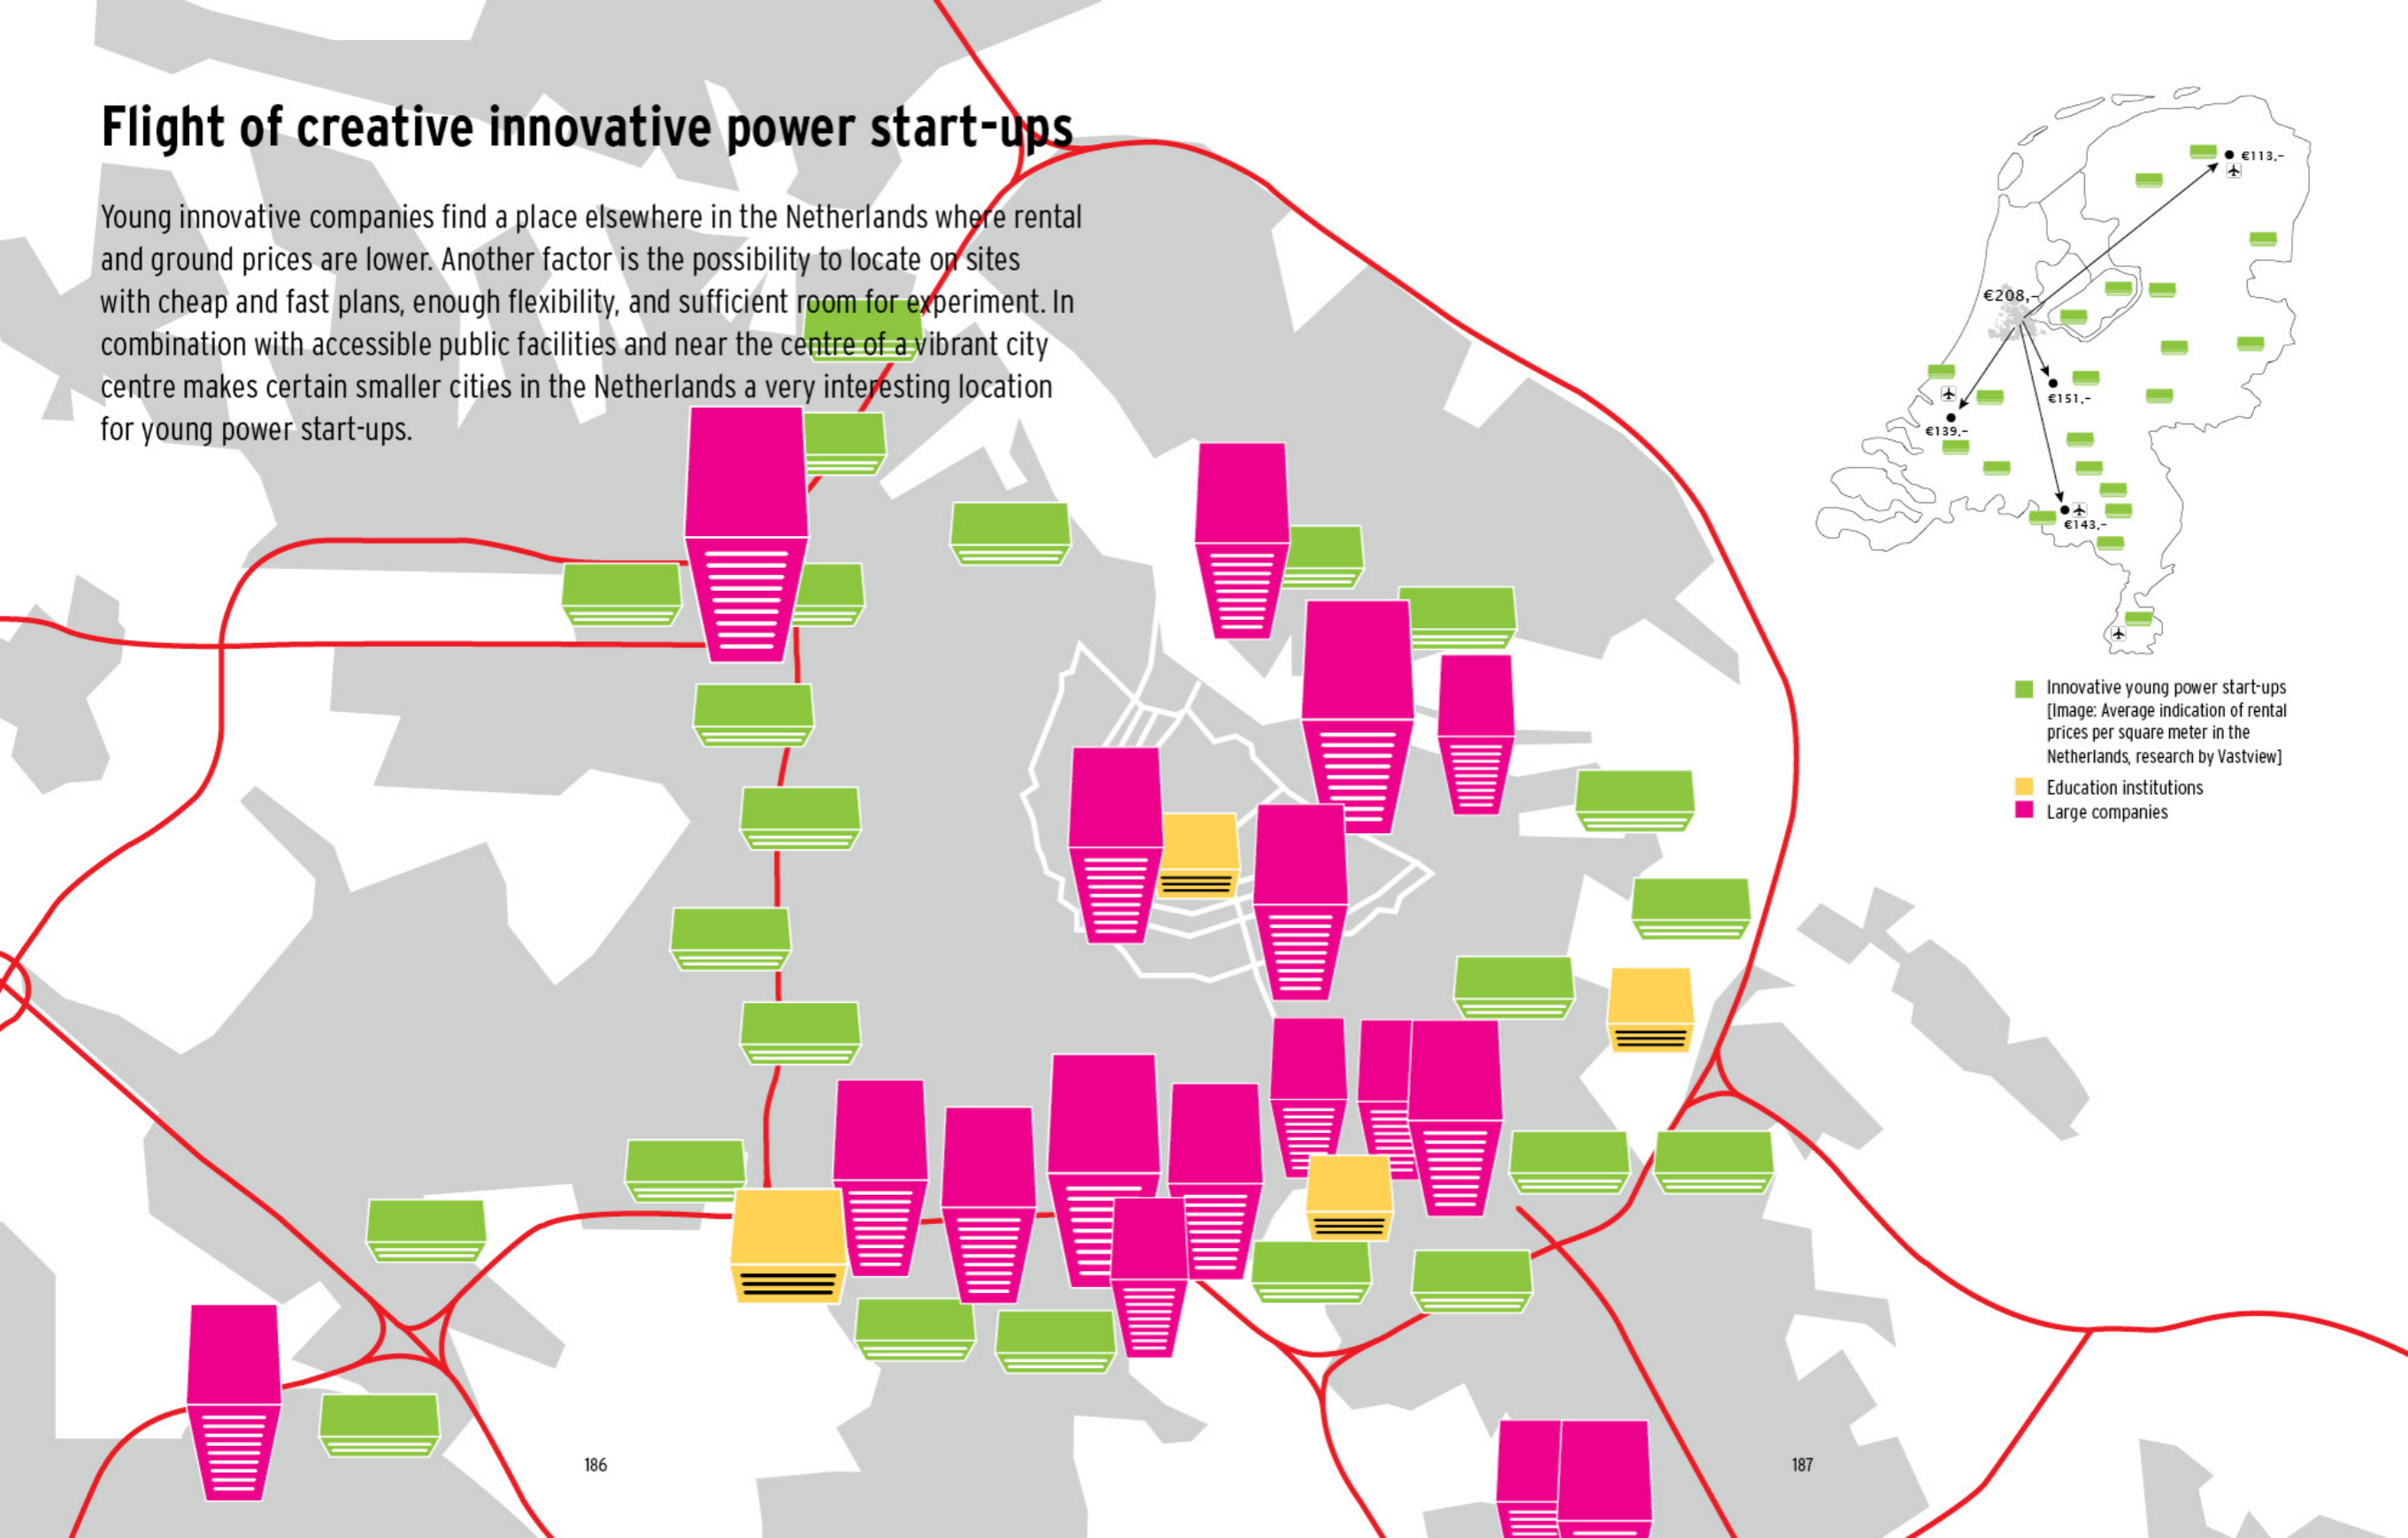 Flight of creative innovative power start-ups
Young innovative companies find a place elsewhere in the Netherlands where rental
and ground prices are lower. Another factor is the possibility to locate on sites
with cheap and fast plans, enough flexibility, and sufficient room for experiment. In
combination with accessible public facilities and near the centre of a vibrant city
centre makes certain smaller cities in the Netherlands a very interesting location
for young power start-ups.
€113,-
€208,-
€151,-
€139,-
€143,-
Innovative young power start-ups
[Image: Average indication of rental
prices per square meter in the
Netherlands, research by Vastview]
Education institutions
Large companies
186
187